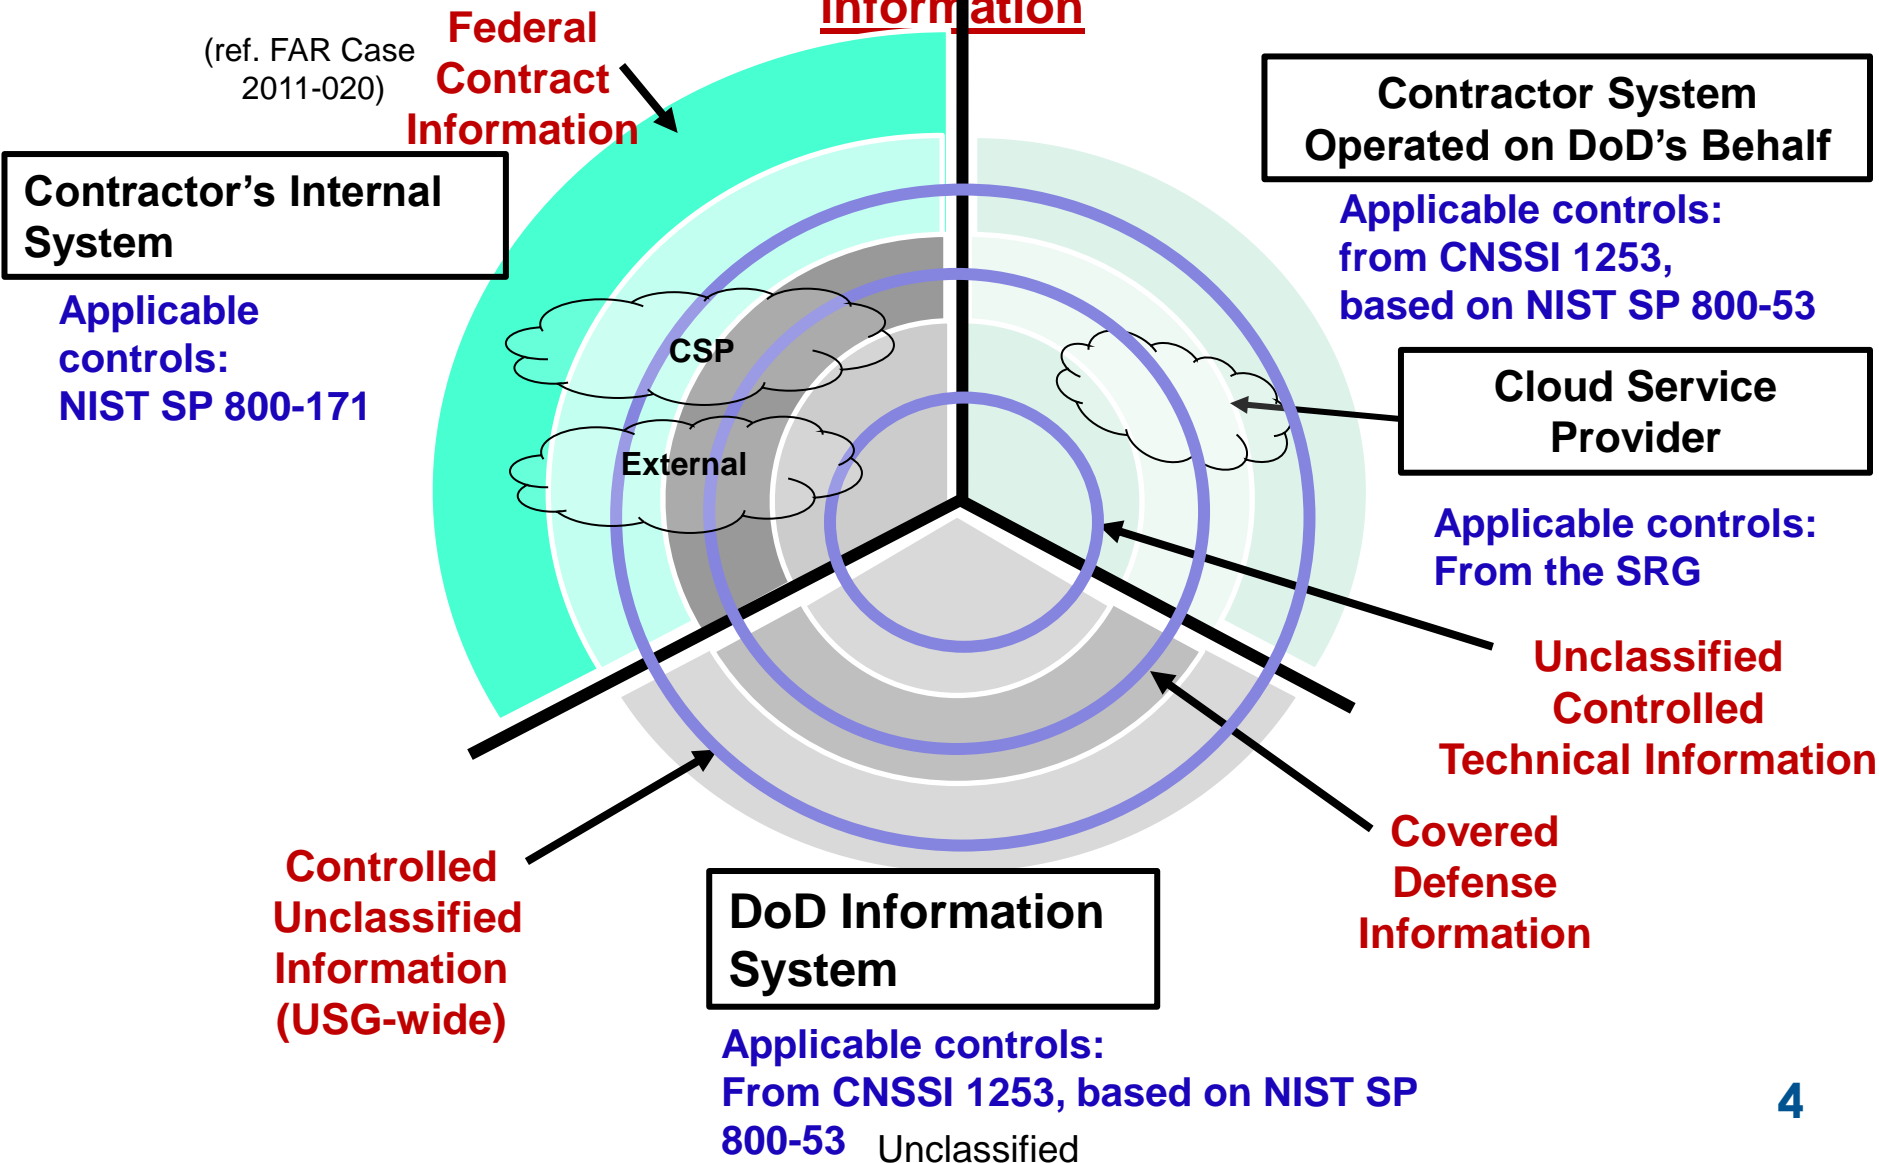 Information
Federal
Contract
Information
(ref. FAR Case
2011-020)
Contractor System
Operated on DoD’s Behalf
Applicable controls:
from CNSSI 1253,
based on NIST SP 800-53
Contractor’s Internal
System
Applicable
controls:
NIST SP 800-171
CSP
External
Cloud Service
Provider
Applicable controls:
From the SRG
Unclassified
Controlled
Technical Information
Covered
Defense
Information
Controlled
Unclassified
Information
(USG-wide)
DoD Information
System
Applicable controls:
From CNSSI 1253, based on NIST SP
800-53
Unclassified
4